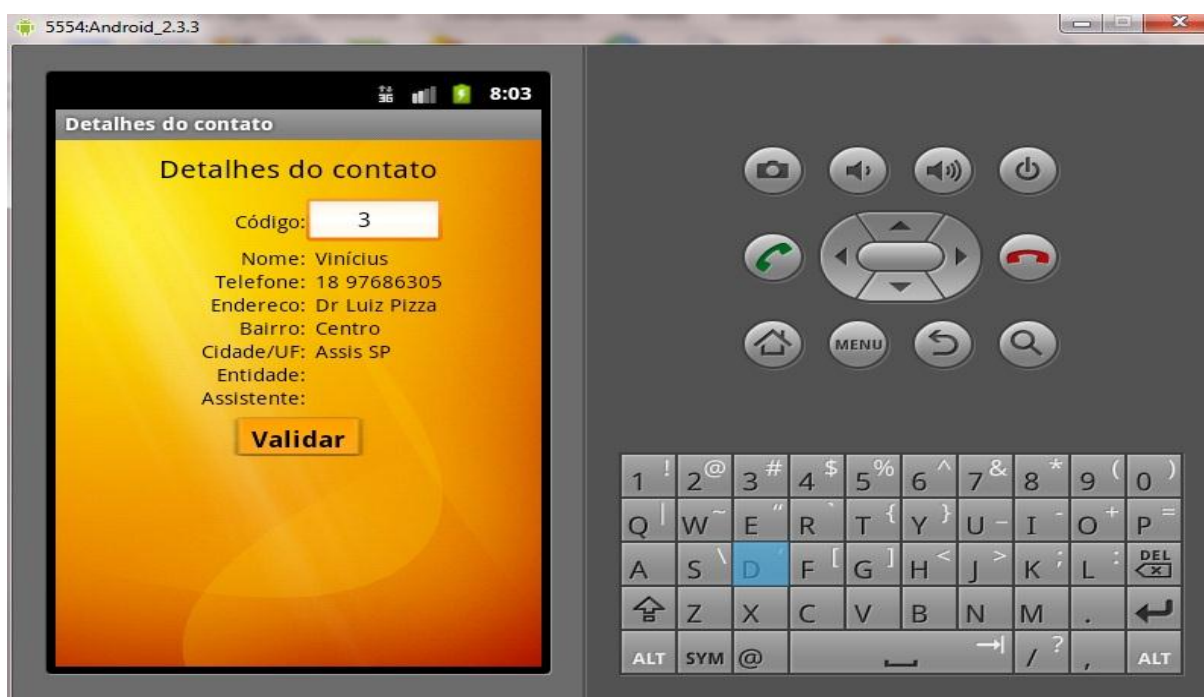 5554:Android_2.3.3
3G 8:03
Detalhes do contato
Detalhes do contato
Código: 3
Nome: Vinícius
Telefone: 18 97686305
Endereco: Dr Luiz Pizza
Bairro: Centro
Cidade/UF: Assis SP
Entidade:
Assistente:
Validar
MENU
1 ! 2 @ 3 # 4 $ 5 % 6 ^ 7 & 8 * 9 ( 0 )
Q | W ~ E " R ` T { Y } U _ I - O + P =
A S \ D ' F [ G ] H < J > K ; L : DEL
Z X C V B N M .
ALT SYM @ / ? , ALT